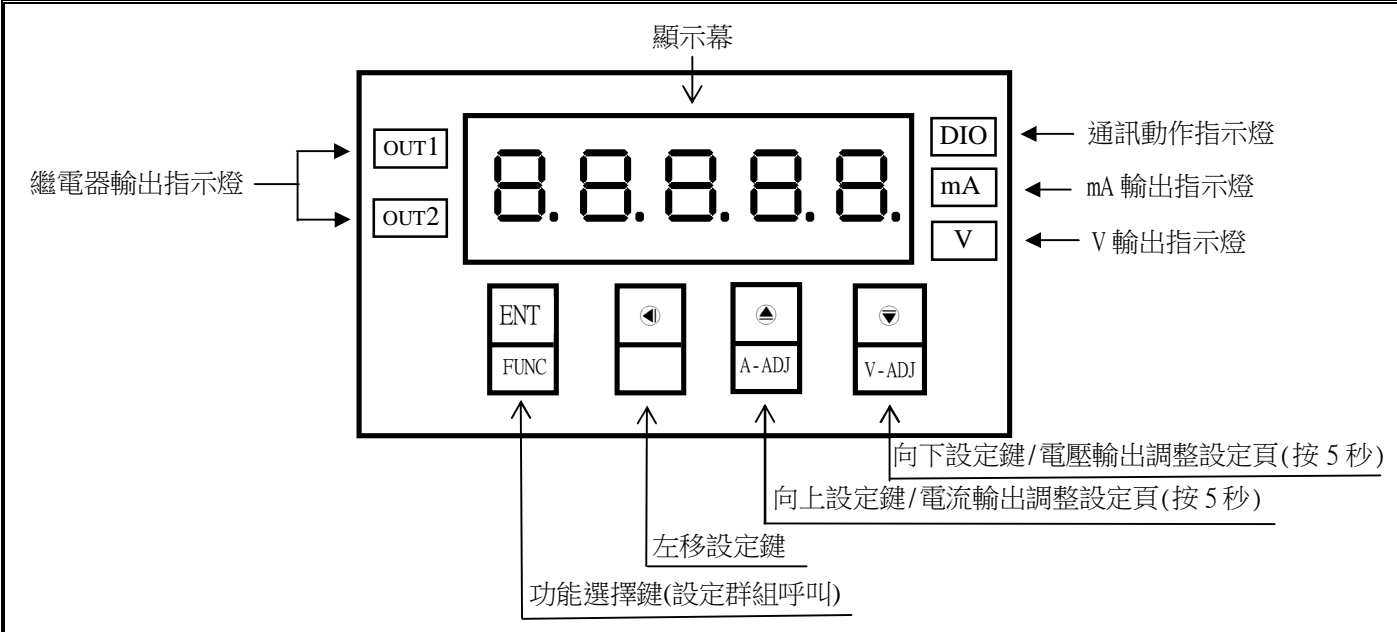 顯示幕
OUT1
OUT2
繼電器輸出指示燈
8.8.8.8.8.
DIO
通訊動作指示燈
mA
mA 輸出指示燈
V
V 輸出指示燈
ENT
FUNC
A-ADJ
V-ADJ
向下設定鍵/電壓輸出調整設定頁(按 5 秒)
向上設定鍵/電流輸出調整設定頁(按 5 秒)
左移設定鍵
功能選擇鍵(設定群組呼叫)